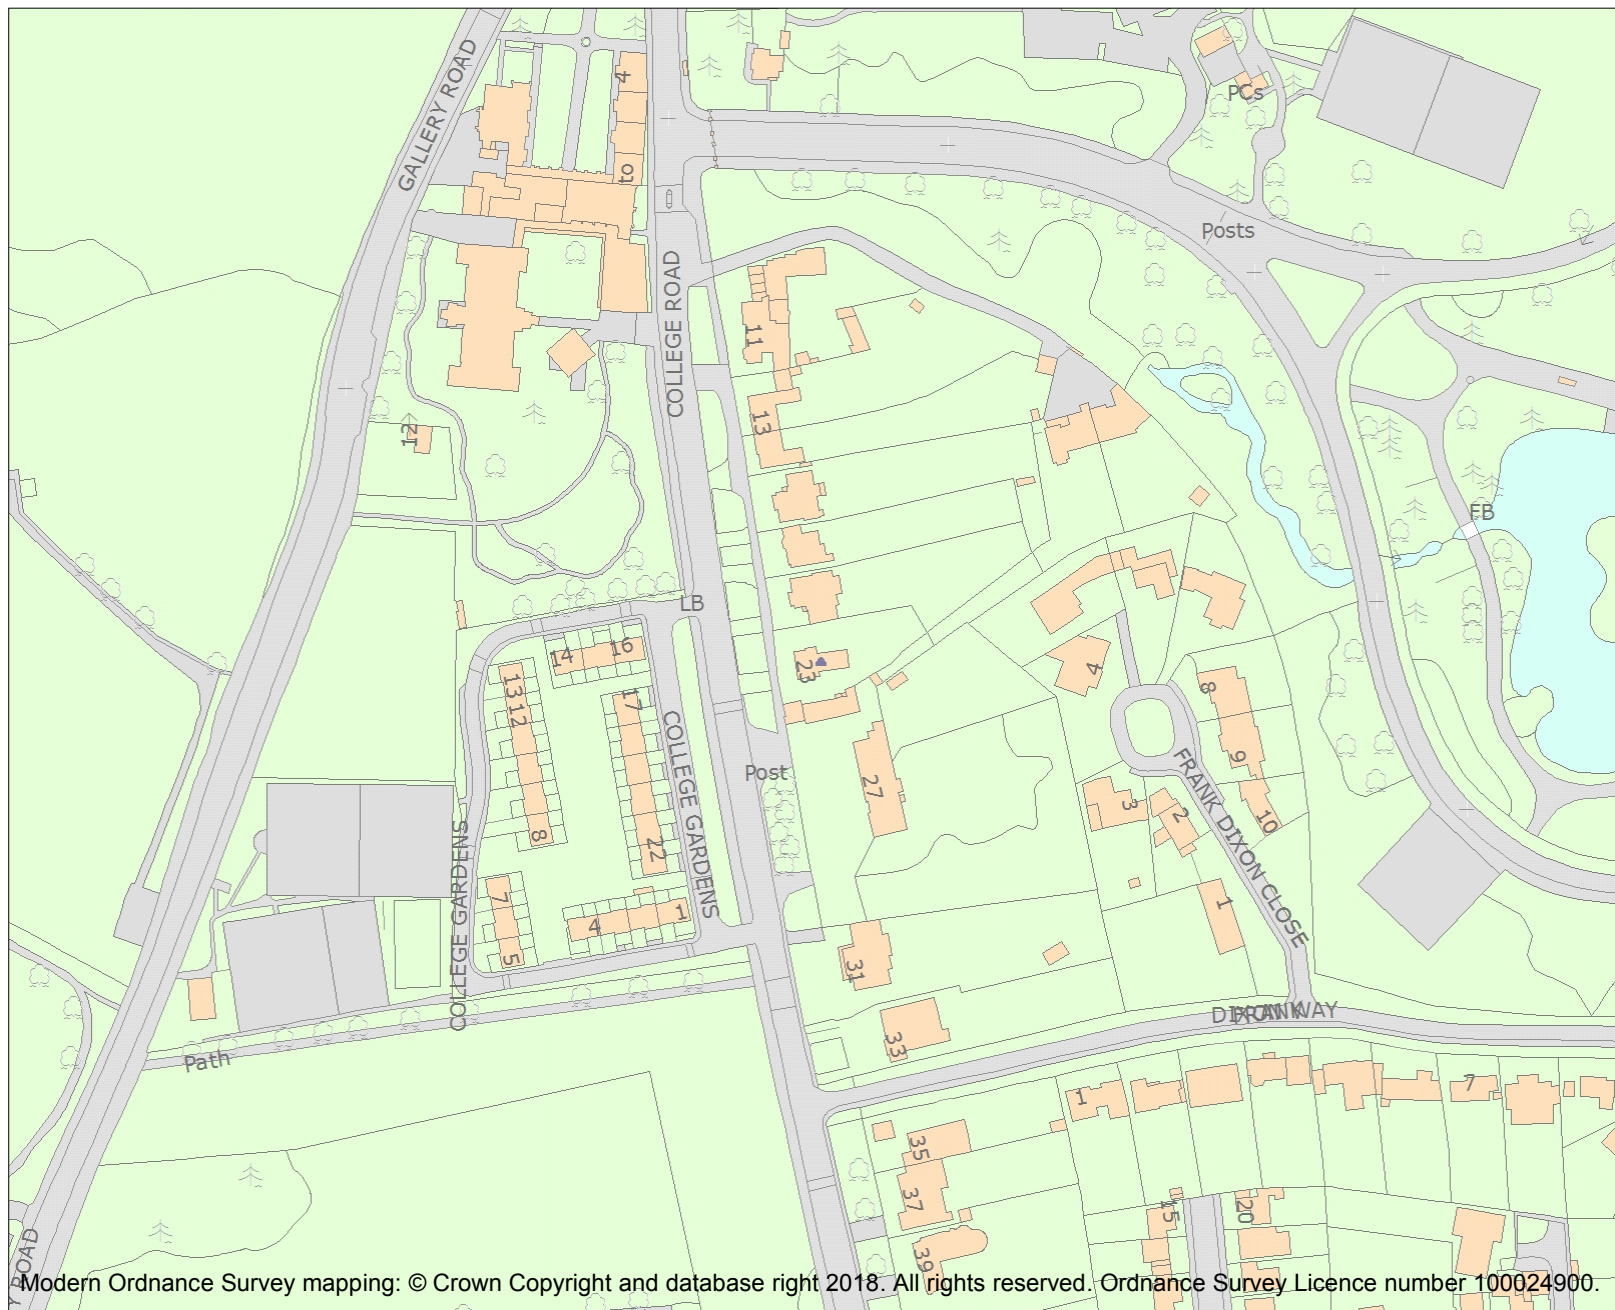 GALLERY ROAD
4
to
PCs
Posts
COLLEGE ROAD
11
13
12
FB
LB
14
16
13
12
17
23
4
8
COLLEGE GARDENS
Post
27
9
FRANK DIXON CLOSE
3
2
10
8
22
COLLEGE GARDENS
7
4
1
5
1
31
33
DIXON WAY
FRANK
Path
1
7
35
37
39
15
20
Y ROAD
Modern Ordnance Survey mapping: © Crown Copyright and database right 2018. All rights reserved. Ordnance Survey Licence number 100024900.